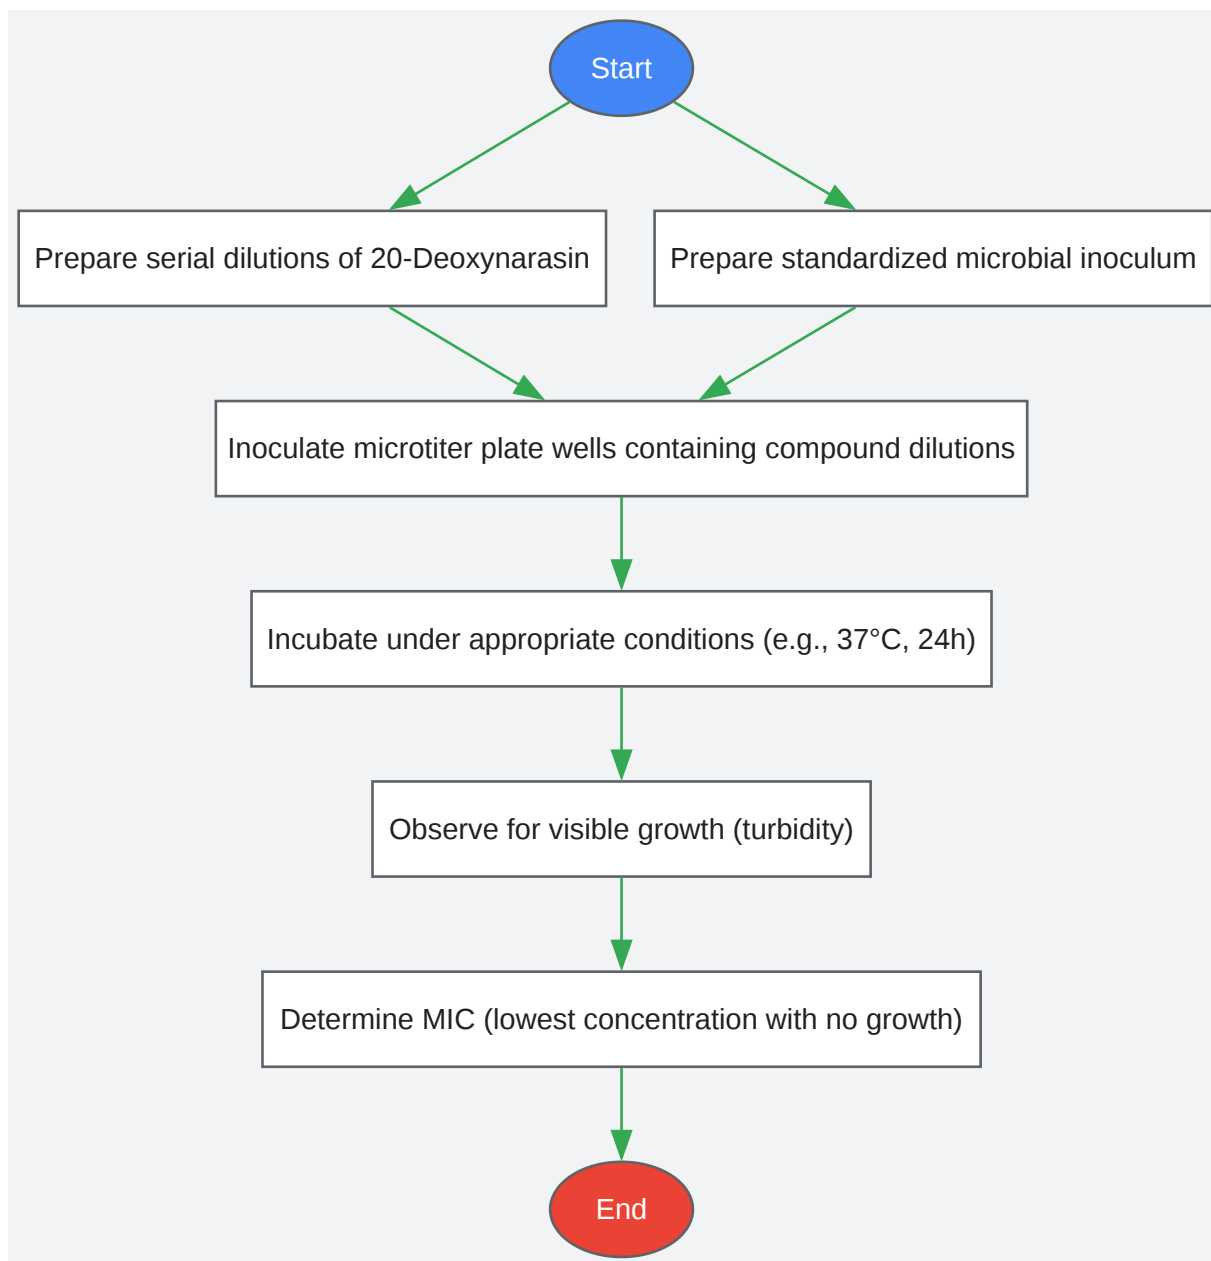 Start
Prepare serial dilutions of 20-Deoxynarasin
Prepare standardized microbial inoculum
Inoculate microtiter plate wells containing compound dilutions
Incubate under appropriate conditions (e.g., 37°C, 24h)
Observe for visible growth (turbidity)
Determine MIC (lowest concentration with no growth)
End